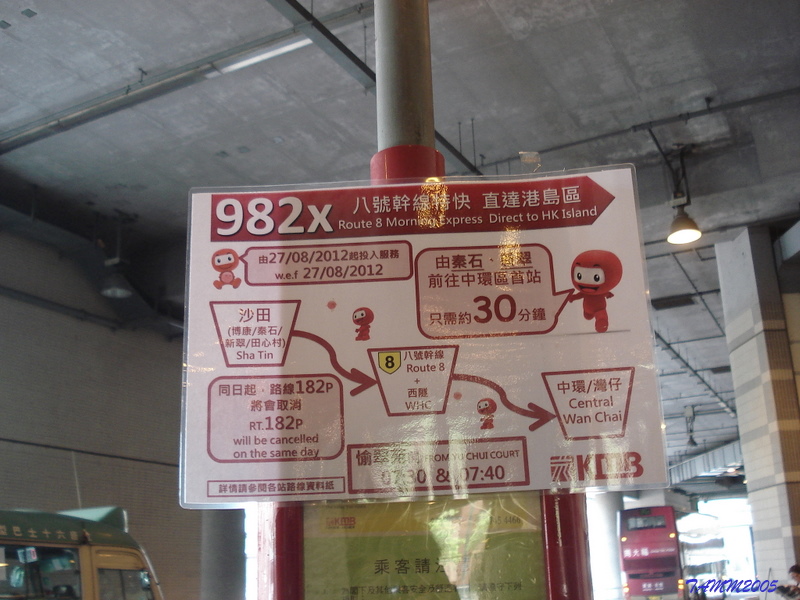 982x
八號幹線特快 直達港島區
Route 8 Morning Express Direct to HK Island
由27/08/2012起投入服務
w.e.f 27/08/2012
由秦石、
前往中環區首站
只需約30分鐘
沙田
(博康/秦石/
新翠/田心村)
Sha Tin
8 八號幹線
Route 8
+
西隧
WHC
中環/灣仔
Central
Wan Chai
同日起，路線182P
將會取消
RT.182P
will be cancelled
on the same day
愉翠苑開 FROM YU CHUI COURT
07:30 & 07:40
詳情請參閱各站路線資料紙
KMB
乘客請注
TAMM2005